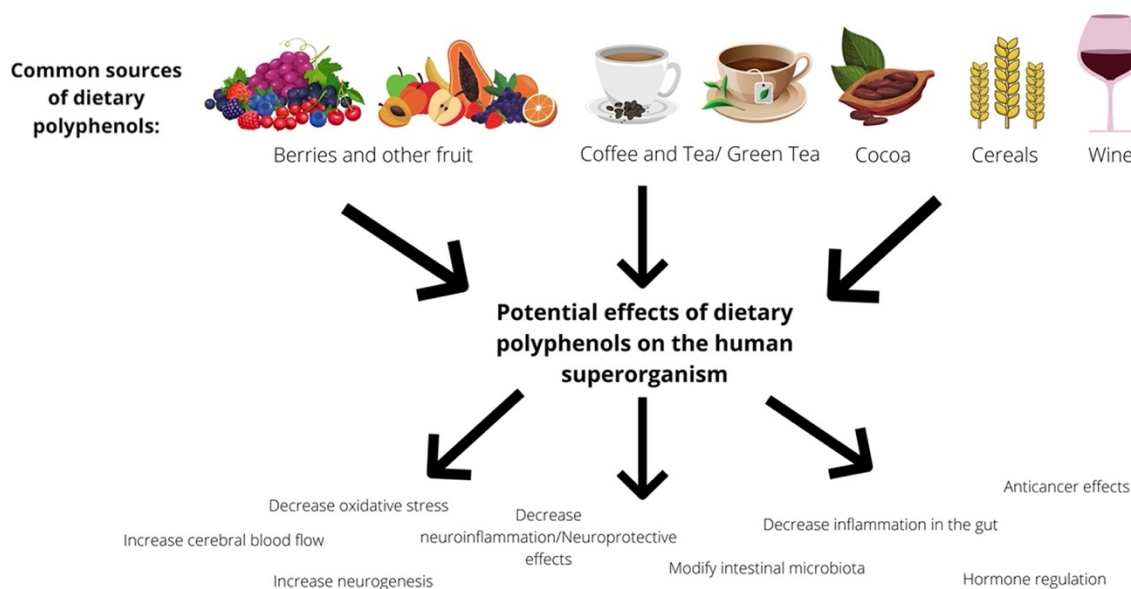 Common sources
of dietary
polyphenols:
Berries and other fruit
Coffee and Tea/ Green Tea
Cocoa
Cereals
Wine
Potential effects of dietary
polyphenols on the human
superorganism
Decrease oxidative stress
Increase cerebral blood flow
Increase neurogenesis
Decrease
neuroinflammation/Neuroprotective
effects
Modify intestinal microbiota
Decrease inflammation in the gut
Anticancer effects
Hormone regulation